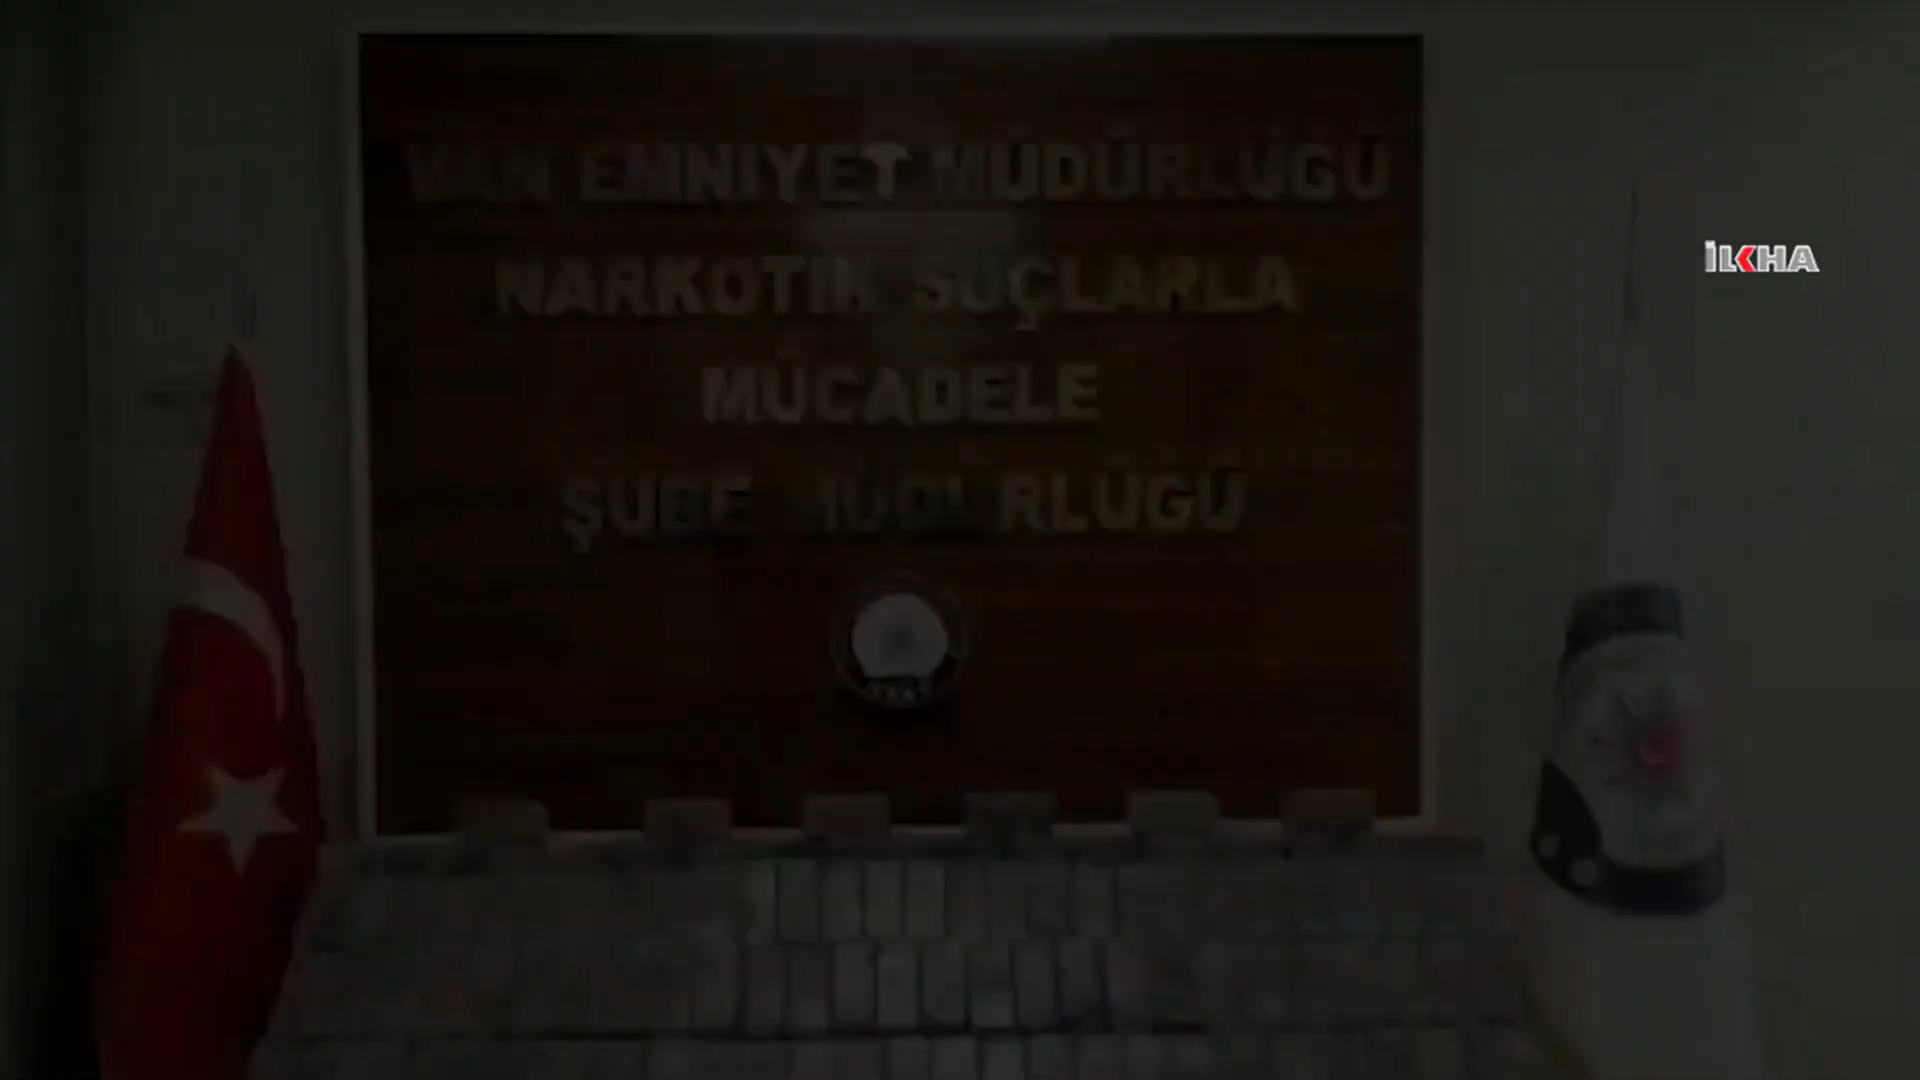 VAN EMNİYET MÜDÜRLÜĞÜ
NARKOTİK SUÇLARLA
MÜCADELE
ŞUBE MÜDÜRLÜĞÜ
İLKHA